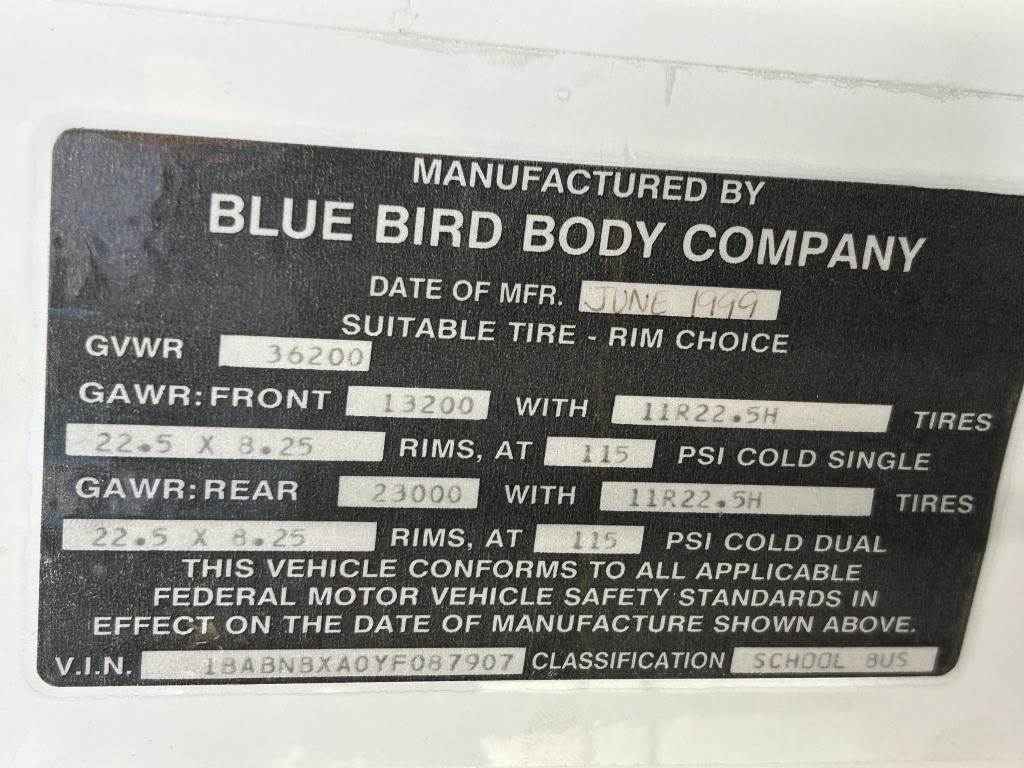 MANUFACTURED BY
BLUE BIRD BODY COMPANY
DATE OF MFR. JUNE 1999
SUITABLE TIRE - RIM CHOICE
GVWR 36200
GAWR: FRONT 13200 WITH 11R22.5H TIRES
22.5 X 8.25 RIMS, AT 115 PSI COLD SINGLE
GAWR: REAR 23000 WITH 11R22.5H TIRES
22.5 X 8.25 RIMS, AT 115 PSI COLD DUAL
THIS VEHICLE CONFORMS TO ALL APPLICABLE
FEDERAL MOTOR VEHICLE SAFETY STANDARDS IN
EFFECT ON THE DATE OF MANUFACTURE SHOWN ABOVE.
V.I.N. 1BABNBXA0YF087907 CLASSIFICATION SCHOOL BUS